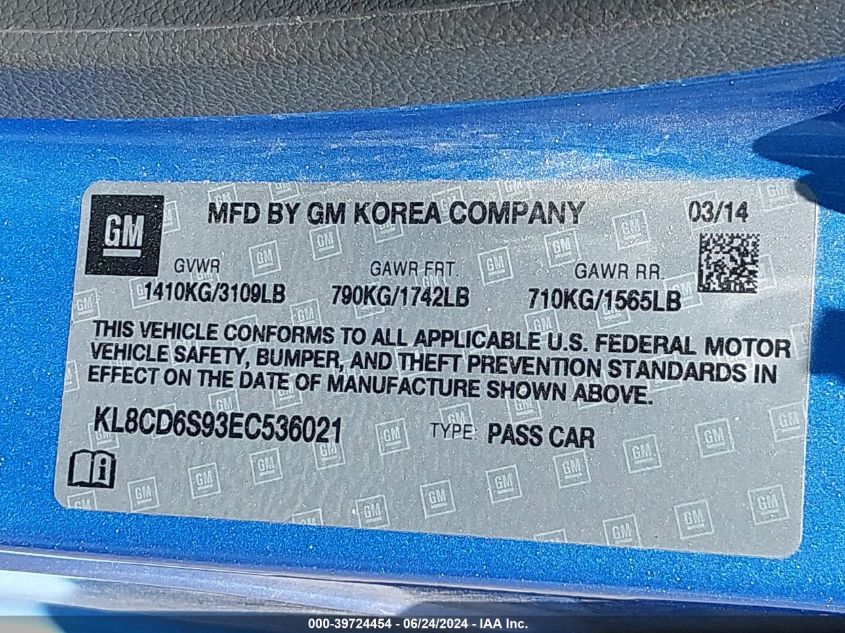 GM
MFD BY GM KOREA COMPANY 03/14
GVWR GAWR FRT. GAWR RR.
1410KG/3109LB 790KG/1742LB 710KG/1565LB
THIS VEHICLE CONFORMS TO ALL APPLICABLE U.S. FEDERAL MOTOR
VEHICLE SAFETY, BUMPER, AND THEFT PREVENTION STANDARDS IN
EFFECT ON THE DATE OF MANUFACTURE SHOWN ABOVE.
KL8CD6S93EC536021 TYPE: PASS CAR
000-39724454 - 06/24/2024 - IAA Inc.